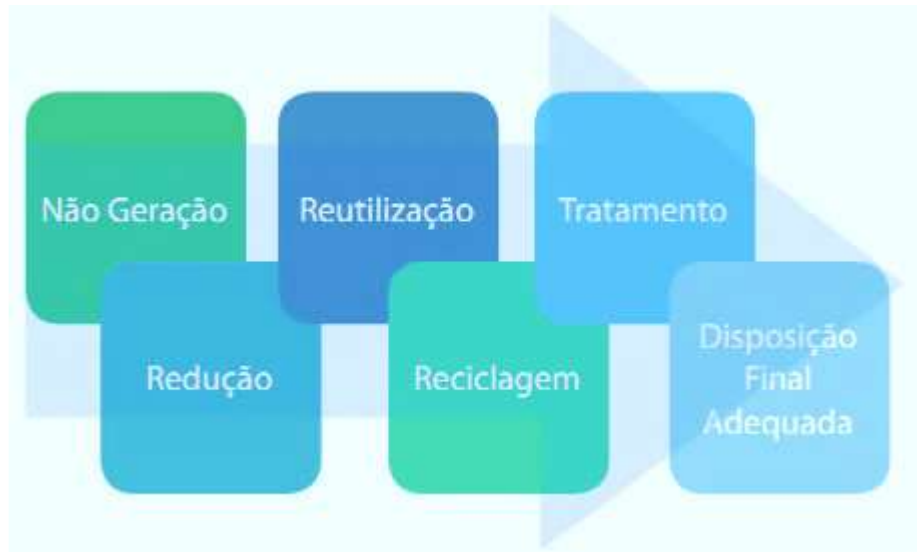 Não Geração
Redução
Reutilização
Reciclagem
Tratamento
Disposição
Final
Adequada